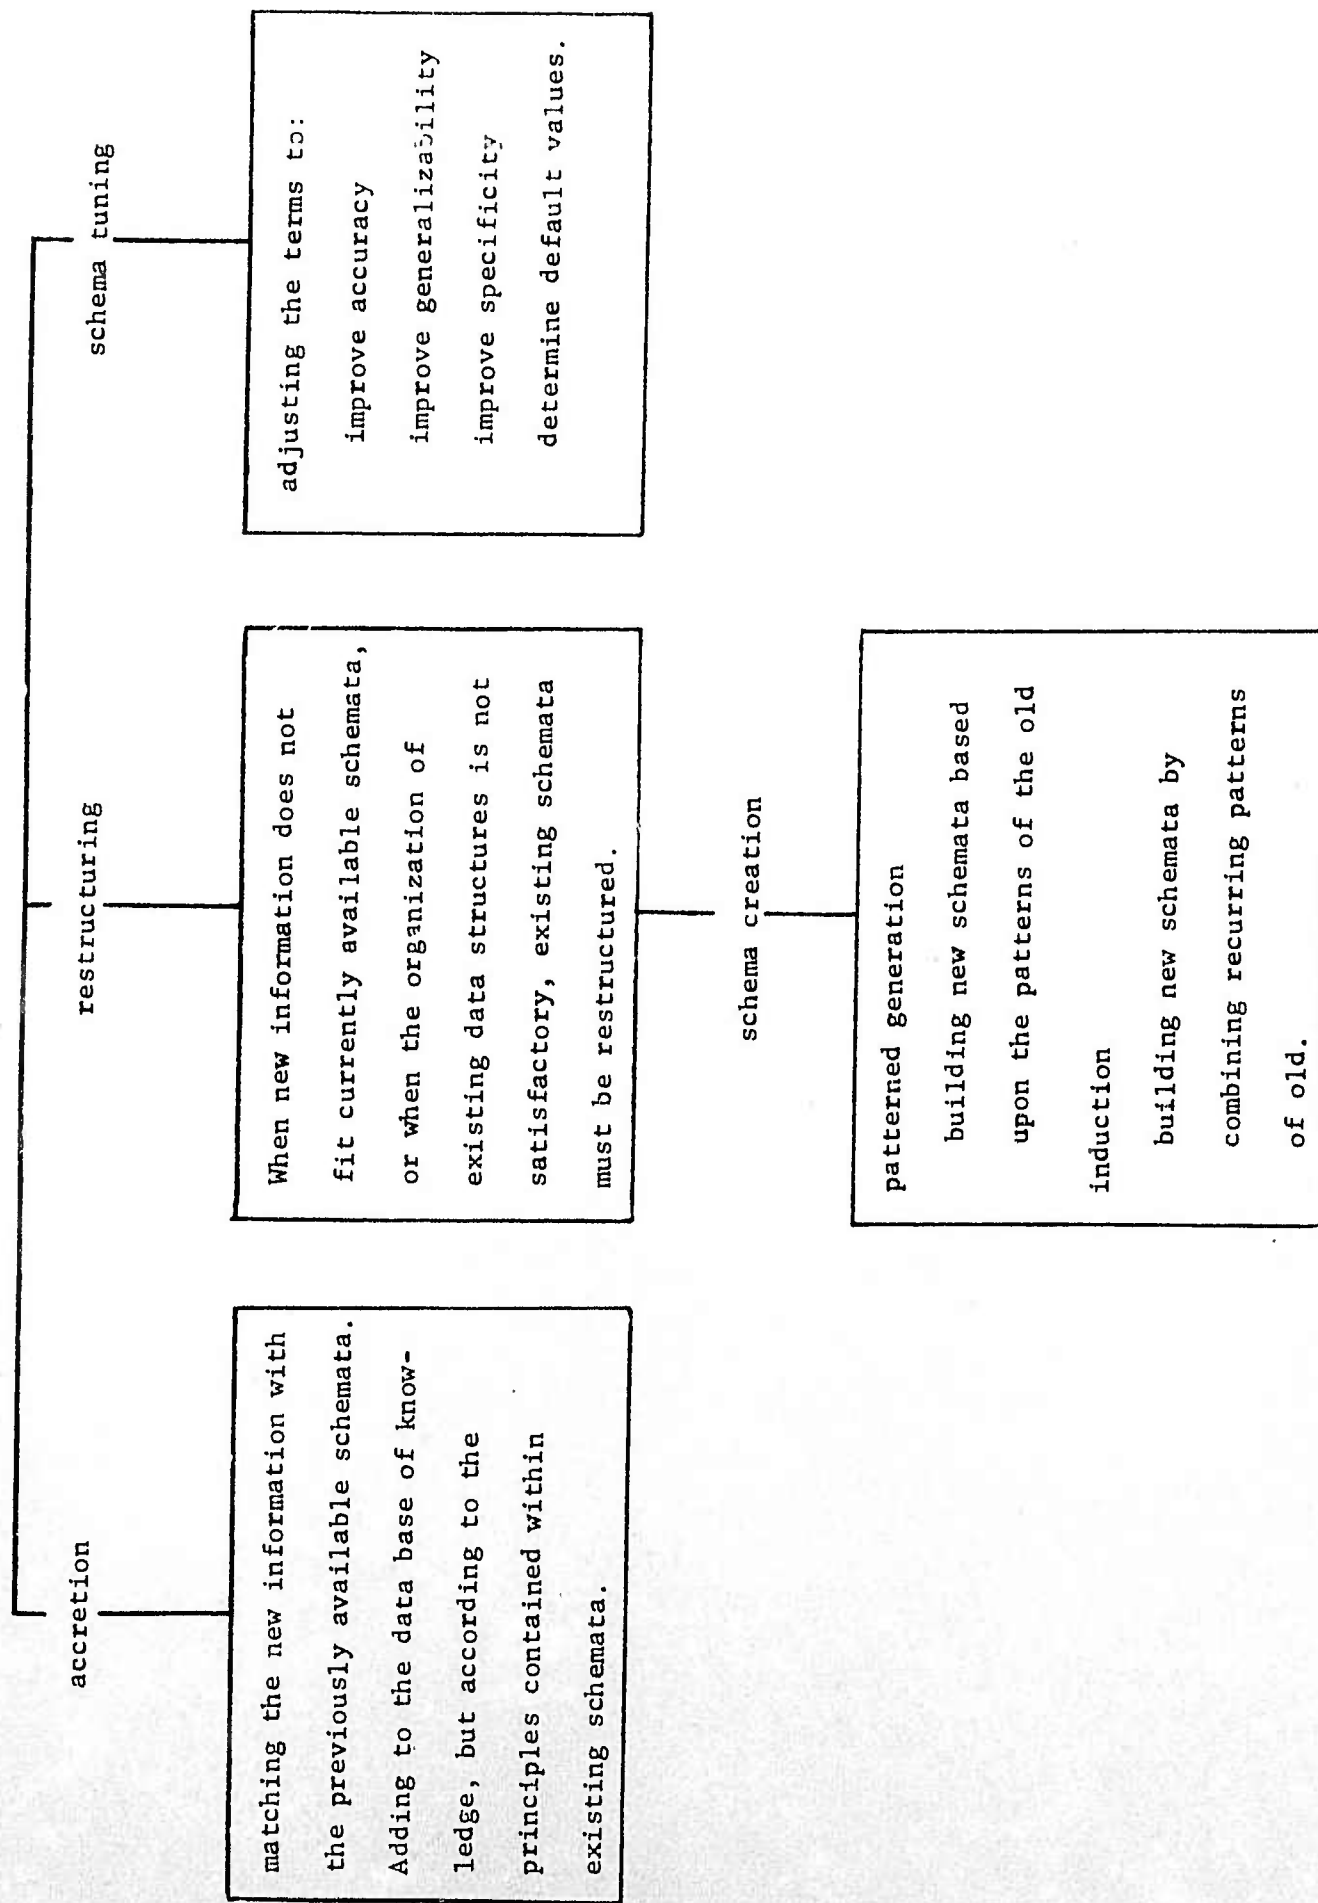 accretion
matching the new information with
the previously available schemata.
Adding to the data base of know-
ledge, but according to the
principles contained within
existing schemata.
restructuring
When new information does not
fit currently available schemata,
or when the organization of
existing data structures is not
satisfactory, existing schemata
must be restructured.
schema creation
patterned generation
building new schemata based
upon the patterns of the old
induction
building new schemata by
combining recurring patterns
of old.
schema tuning
adjusting the terms to:
improve accuracy
improve generalizability
improve specificity
determine default values.